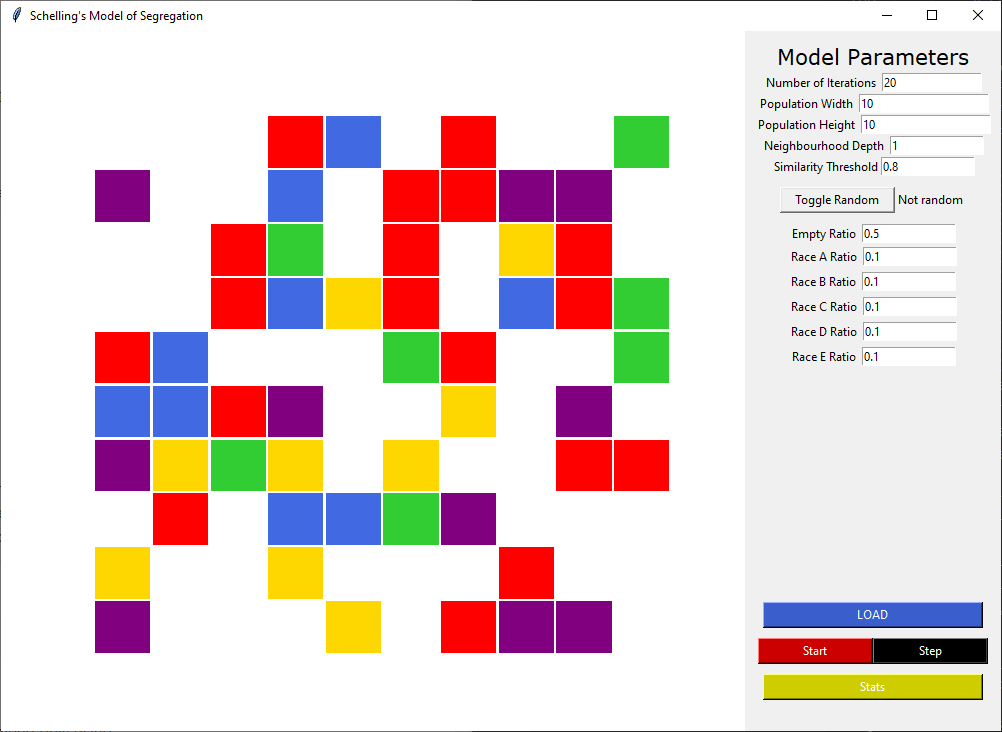 Schelling's Model of Segregation
Model Parameters
Number of Iterations 20
Population Width 10
Population Height 10
Neighbourhood Depth 1
Similarity Threshold 0.8
Toggle Random Not random
Empty Ratio 0.5
Race A Ratio 0.1
Race B Ratio 0.1
Race C Ratio 0.1
Race D Ratio 0.1
Race E Ratio 0.1
LOAD
Start Step
Stats